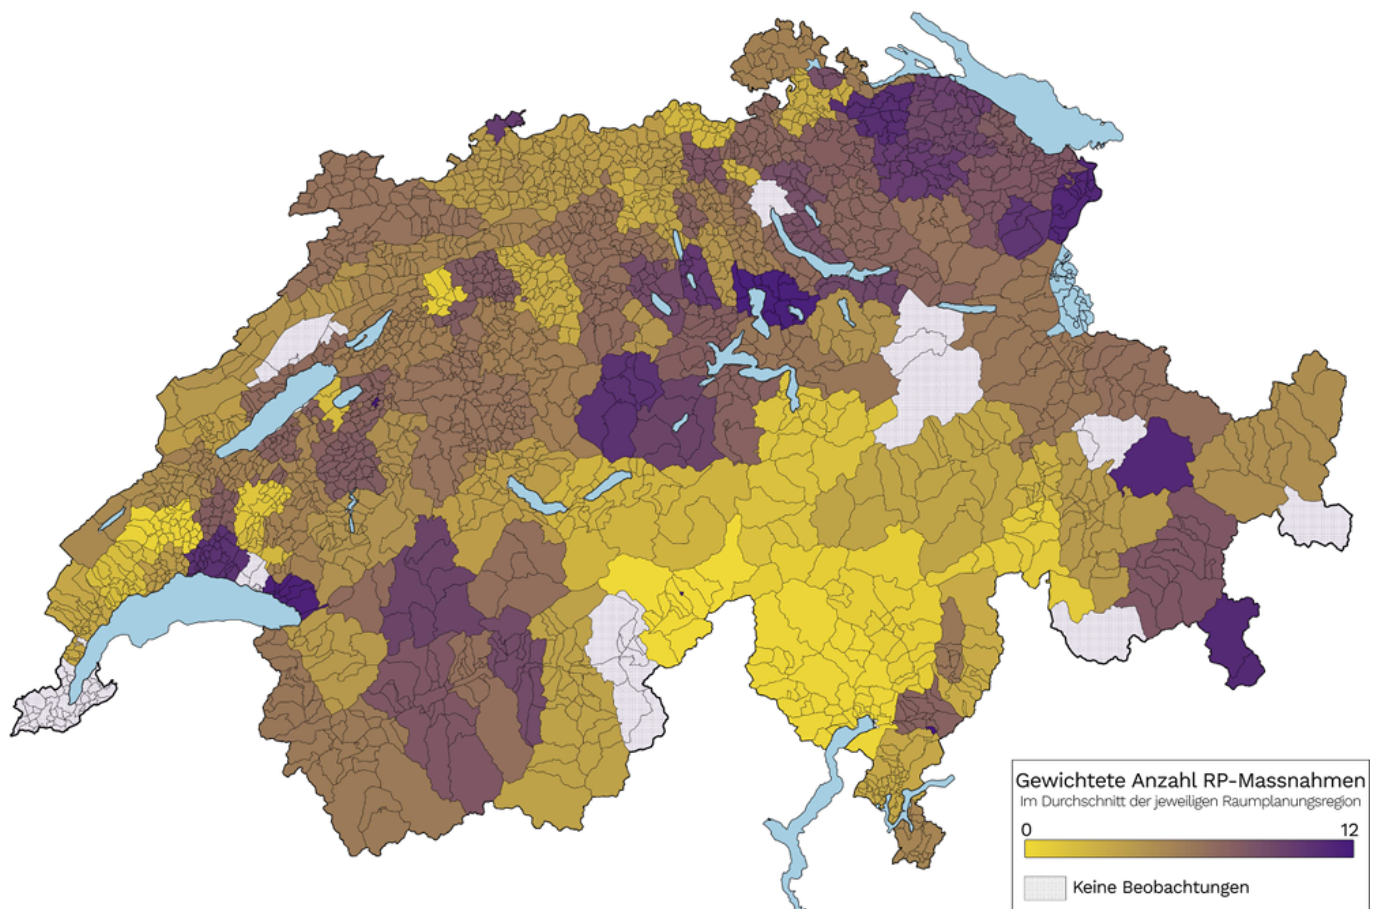 Gewichtete Anzahl RP-Massnahmen
Im Durchschnitt der jeweiligen Raumplanungsregion
0 12
Keine Beobachtungen